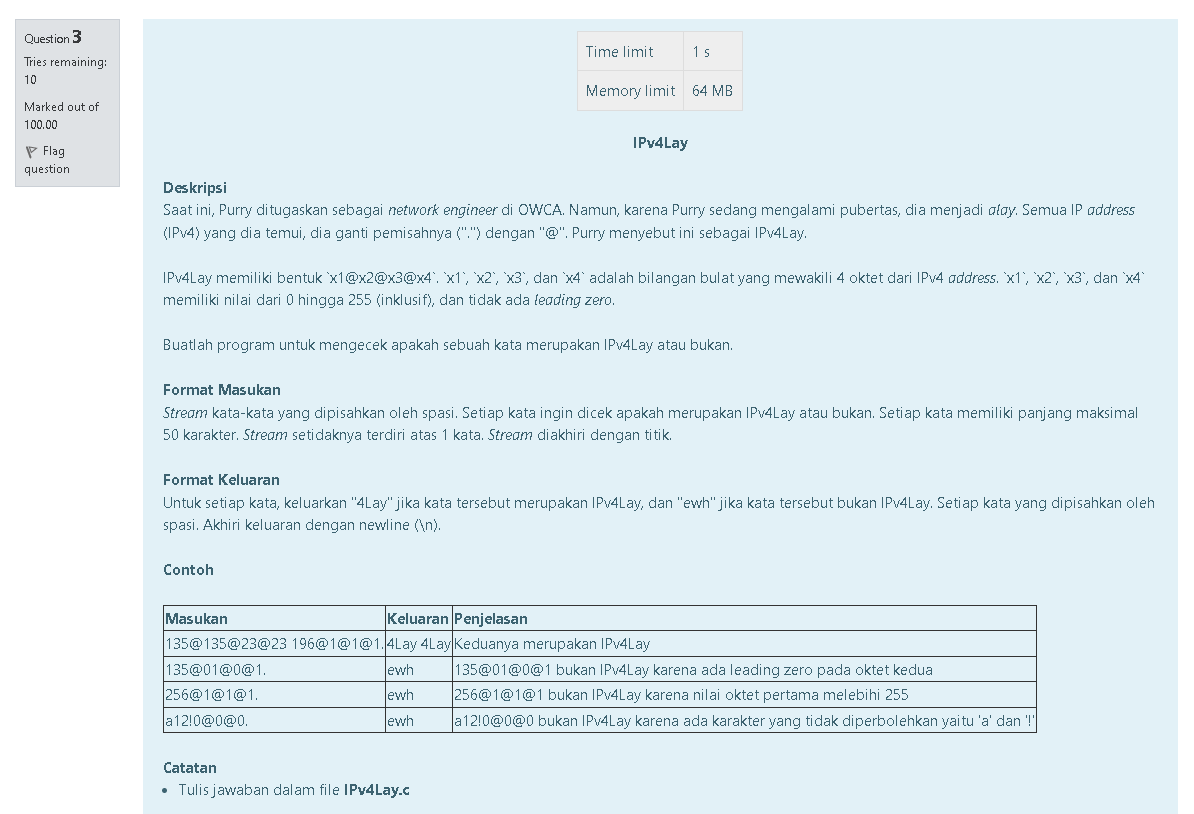 Question 3
Tries remaining:
10
Marked out of
100.00
Flag
question
Time limit 1 s
Memory limit 64 MB
IPv4Lay
Deskripsi
Saat ini, Purry ditugaskan sebagai network engineer di OWCA. Namun, karena Purry sedang mengalami pubertas, dia menjadi alay. Semua IP address
(IPv4) yang dia temui, dia ganti pemisahnya (".") dengan "@". Purry menyebut ini sebagai IPv4Lay.
IPv4Lay memiliki bentuk `x1@x2@x3@x4`. `x1`, `x2`, `x3`, dan `x4` adalah bilangan bulat yang mewakili 4 oktet dari IPv4 address. `x1`, `x2`, `x3`, dan `x4`
memiliki nilai dari 0 hingga 255 (inklusif), dan tidak ada leading zero.
Buatlah program untuk mengecek apakah sebuah kata merupakan IPv4Lay atau bukan.
Format Masukan
Stream kata-kata yang dipisahkan oleh spasi. Setiap kata ingin dicek apakah merupakan IPv4Lay atau bukan. Setiap kata memiliki panjang maksimal
50 karakter. Stream setidaknya terdiri atas 1 kata. Stream diakhiri dengan titik.
Format Keluaran
Untuk setiap kata, keluarkan "4Lay" jika kata tersebut merupakan IPv4Lay, dan "ewh" jika kata tersebut bukan IPv4Lay. Setiap kata yang dipisahkan oleh
spasi. Akhiri keluaran dengan newline (\n).
Contoh
Masukan Keluaran Penjelasan
135@135@23@23 196@1@1@1. 4Lay 4Lay Keduanya merupakan IPv4Lay
135@01@0@1. ewh 135@01@0@1 bukan IPv4Lay karena ada leading zero pada oktet kedua
256@1@1@1. ewh 256@1@1@1 bukan IPv4Lay karena nilai oktet pertama melebihi 255
a12!0@0@0. ewh a12!0@0@0 bukan IPv4Lay karena ada karakter yang tidak diperbolehkan yaitu 'a' dan '!'
Catatan
• Tulis jawaban dalam file IPv4Lay.c